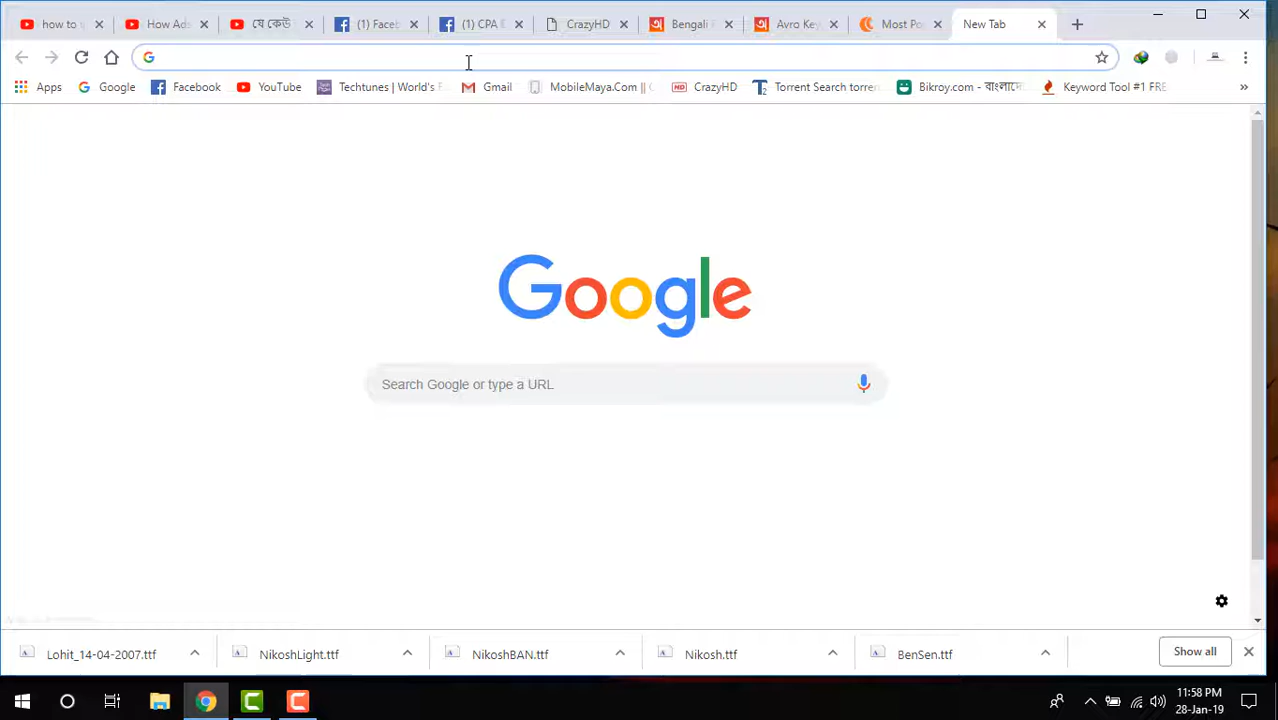 how to
How Ads
যে কেউ
(1) Faceb
(1) CPA
CrazyHD
Bengali
Avro Key
Most Po
New Tab
Apps
Google
Facebook
YouTube
Techtunes | World's F
Gmail
MobileMaya.Com ||
CrazyHD
Torrent Search torren
Bikroy.com - বাংলাদে
Keyword Tool #1 FRE
Google
Search Google or type a URL
Lohit_14-04-2007.ttf
NikoshLight.ttf
NikoshBAN.ttf
Nikosh.ttf
BenSen.ttf
Show all
11:58 PM
28-Jan-19